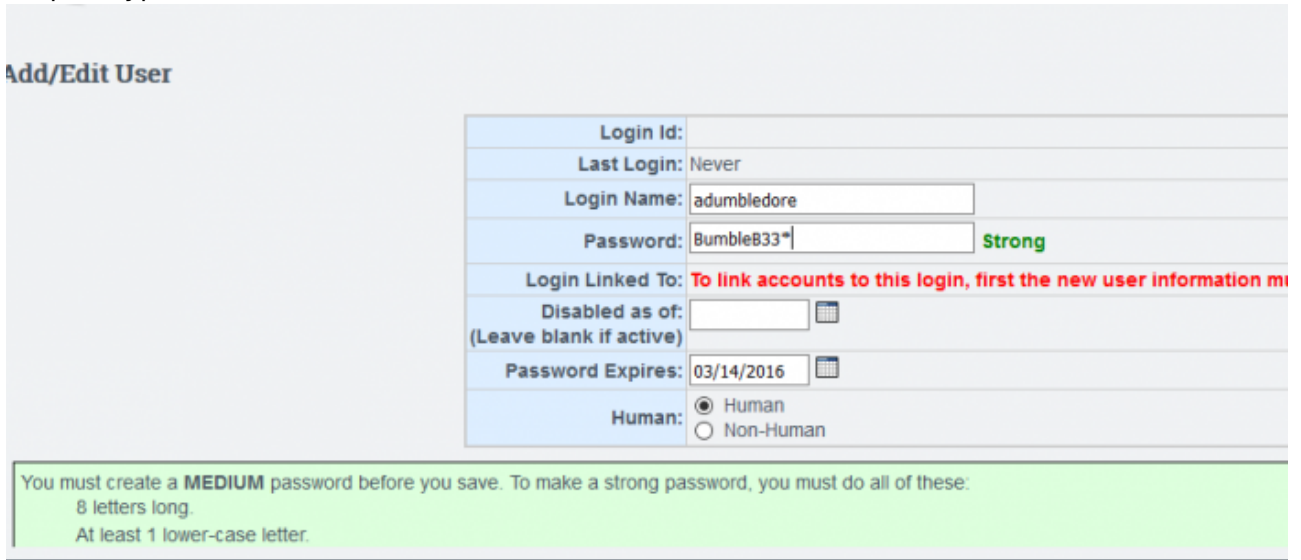 Add/Edit User
Login Id:
Last Login: Never
Login Name: adumbledore
Password: BumbleB33* Strong
Login Linked To: To link accounts to this login, first the new user information
Disabled as of:
(Leave blank if active)
Password Expires: 03/14/2016
Human: Human
Non-Human
You must create a MEDIUM password before you save. To make a strong password, you must do all of these:
8 letters long.
At least 1 lower-case letter.